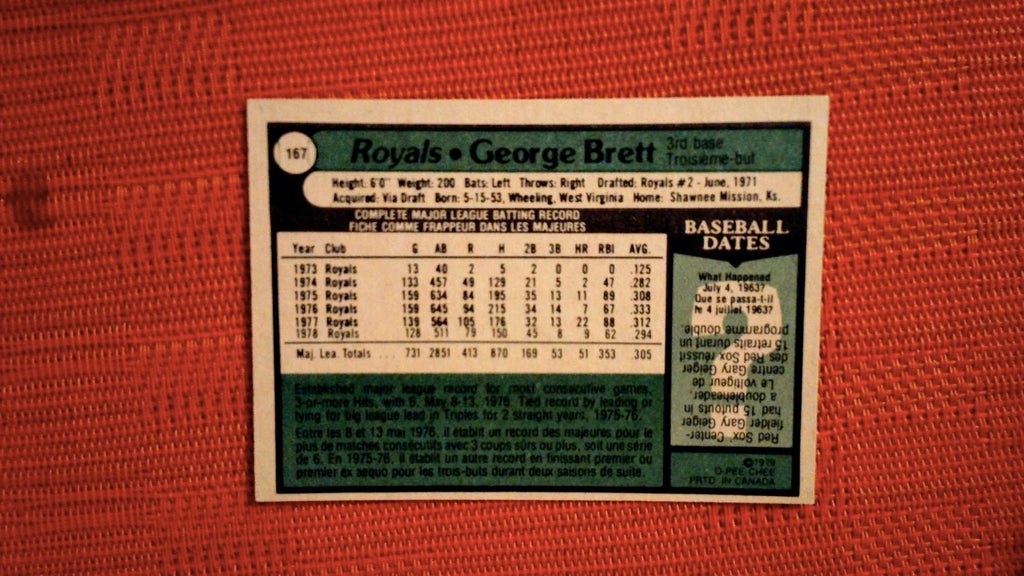 167
Royals • George Brett
3rd base
Troisieme-but
Height: 6'0" Weight: 200 Bats: Left Throws: Right Drafted: Royals #2 - June, 1971
Acquired: Via Draft Born: 5-15-53, Wheeling, West Virginia Home: Shawnee Mission, Ks.
COMPLETE MAJOR LEAGUE BATTING RECORD
FICHE COMME FRAPPEUR DANS LES MAJEURES
Year Club G AB R H 2B 3B HR RBI AVG.
1973 Royals 13 40 2 5 2 0 0 0 .125
1974 Royals 133 457 49 129 21 5 2 47 .282
1975 Royals 159 634 84 195 35 13 11 89 .308
1976 Royals 159 645 94 215 34 14 7 67 .333
1977 Royals 139 564 105 176 32 13 22 88 .312
1978 Royals 128 511 79 150 45 8 9 62 .294
Maj. Lea. Totals ... 731 2851 413 870 169 53 51 353 .305
Established major league record for most consecutive games,
3-or-more Hits, with 6, May 8-13, 1976. Tied record by leading or
tying for big league lead in Triples for 2 straight years, 1975-76.
Entre les 8 et 13 mai 1976, il établit un record des majeures pour le
plus de matches consécutifs avec 3 coups sûrs ou plus, soit une série
de 6. En 1975-76, il établit un autre record en finissant premier ou
premier ex aequo pour les trois-buts durant deux saisons de suite.
BASEBALL
DATES
What Happened
July 4, 1963?
Que se passa-t-il
le 4 juillet 1963?
Red Sox' Center-
fielder Gary Geiger
had 15 putouts in
a doubleheader.
Le voltigeur de
centre Gary Geiger
des Red Sox réussit
15 retraits durant un
programme double.
©1979
O-PEE-CHEE
PRTD IN CANADA